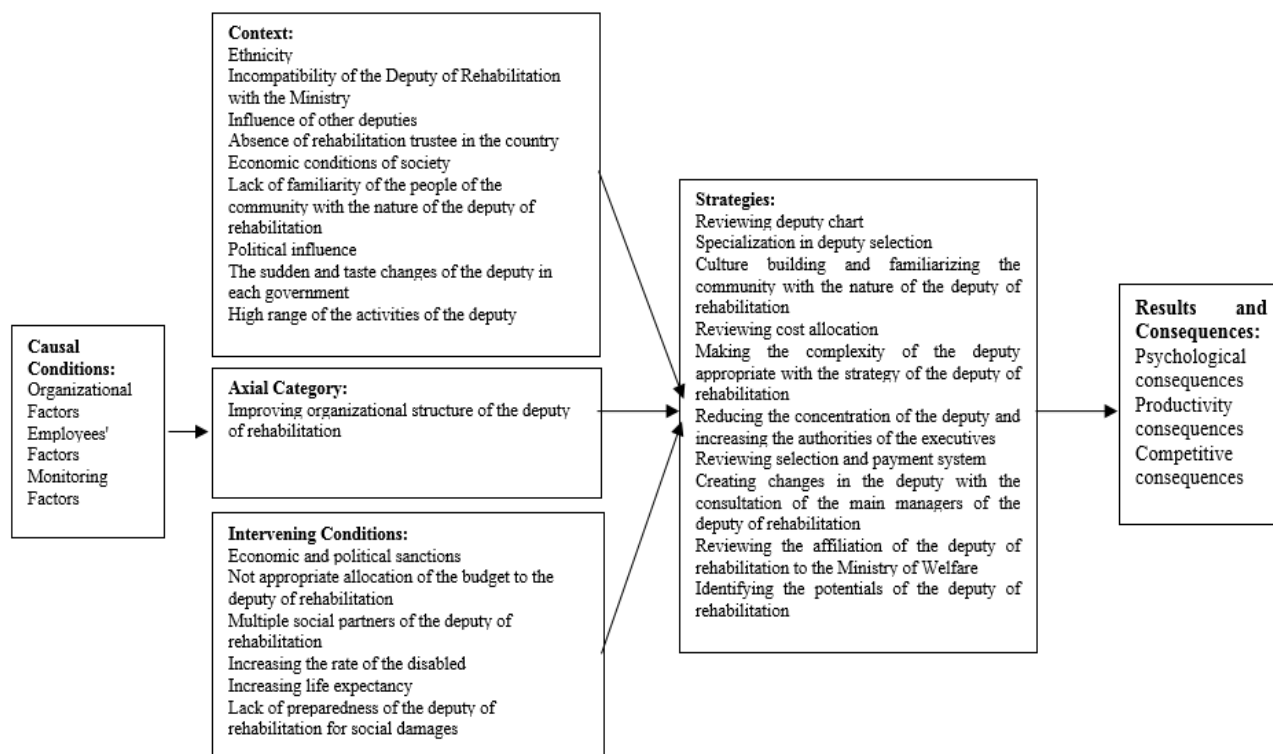 Causal
Conditions:
Organizational
Factors
Employees'
Factors
Monitoring
Factors
Context:
Ethnicity
Incompatibility of the Deputy of Rehabilitation
with the Ministry
Influence of other deputies
Absence of rehabilitation trustee in the country
Economic conditions of society
Lack of familiarity of the people of the
community with the nature of the deputy of
rehabilitation
Political influence
The sudden and taste changes of the deputy in
each government
High range of the activities of the deputy
Axial Category:
Improving organizational structure of the deputy
of rehabilitation
Intervening Conditions:
Economic and political sanctions
Not appropriate allocation of the budget to the
deputy of rehabilitation
Multiple social partners of the deputy of
rehabilitation
Increasing the rate of the disabled
Increasing life expectancy
Lack of preparedness of the deputy of
rehabilitation for social damages
Strategies:
Reviewing deputy chart
Specialization in deputy selection
Culture building and familiarizing the
community with the nature of the deputy of
rehabilitation
Reviewing cost allocation
Making the complexity of the deputy
appropriate with the strategy of the deputy of
rehabilitation
Reducing the concentration of the deputy and
increasing the authorities of the executives
Reviewing selection and payment system
Creating changes in the deputy with the
consultation of the main managers of the
deputy of rehabilitation
Reviewing the affiliation of the deputy of
rehabilitation to the Ministry of Welfare
Identifying the potentials of the deputy of
rehabilitation
Results and
Consequences:
Psychological
consequences
Productivity
consequences
Competitive
consequences